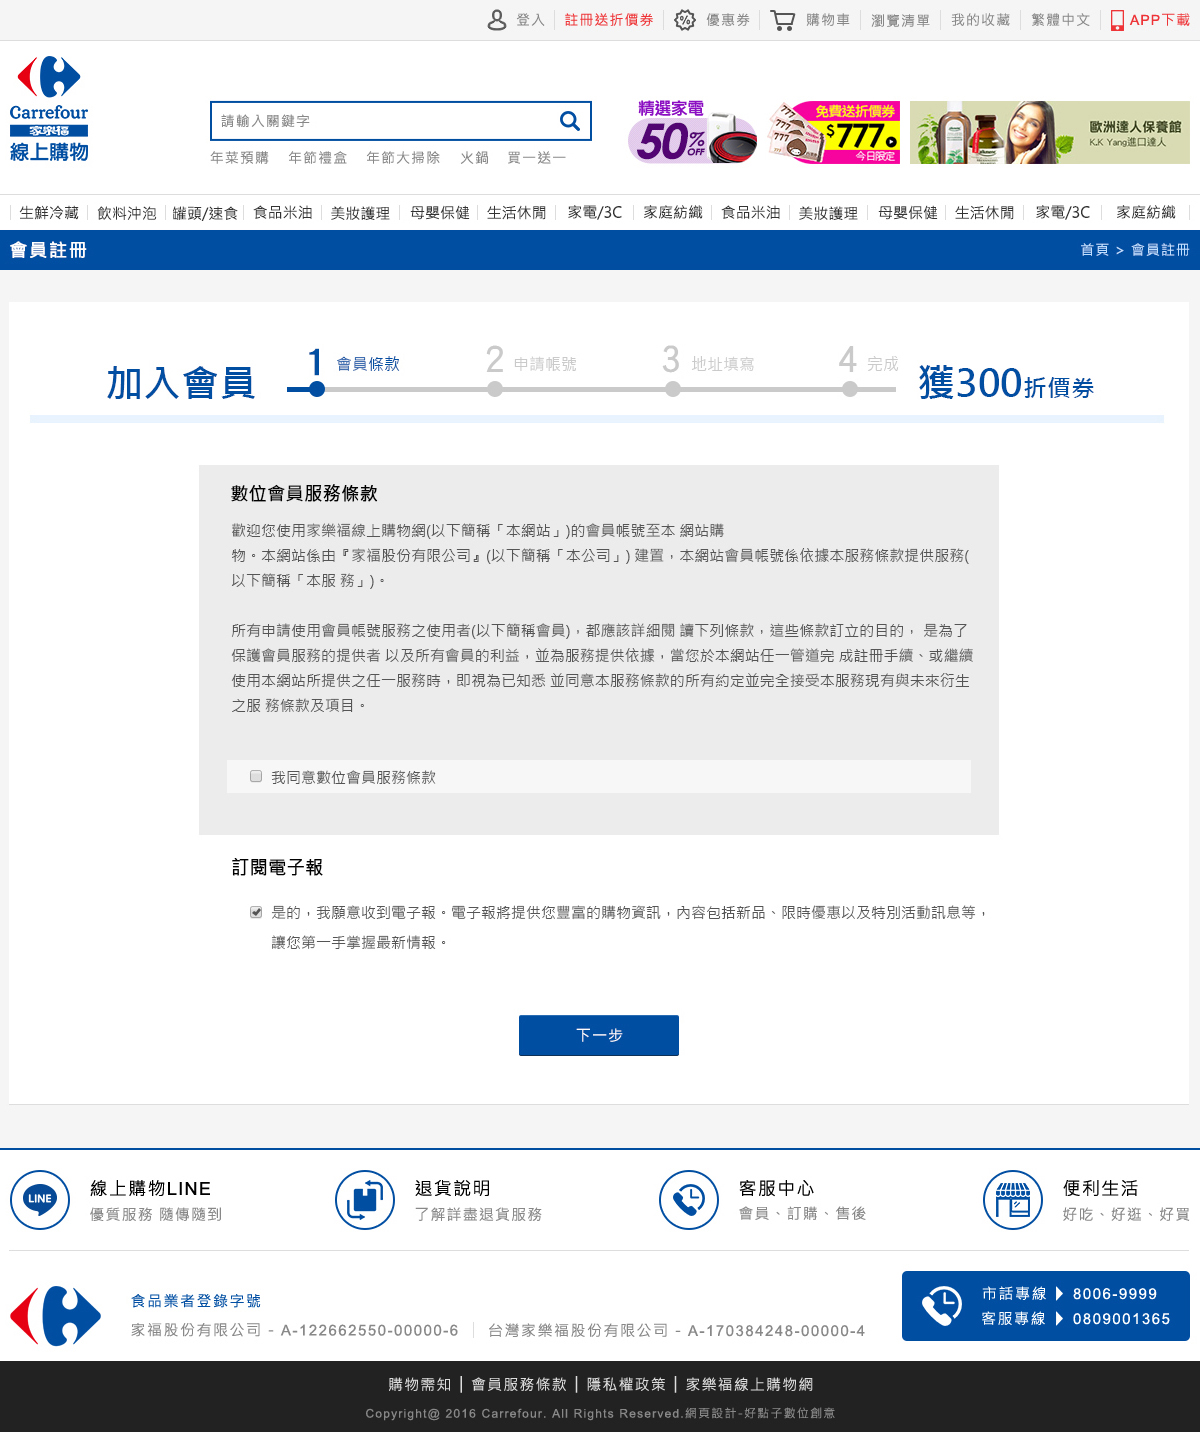 登入 註冊送折價券 優惠券 購物車 瀏覽清單 我的收藏 繁體中文 APP下載
Carrefour
家樂福
線上購物
請輸入關鍵字
年菜預購 年節禮盒 年節大掃除 火鍋 買一送一
精選家電
50%OFF
777
777
777
免費送折價券
$777
今日限定
歐洲達人保養館
K.K Yang進口達人
生鮮冷藏 飲料沖泡 罐頭/速食 食品米油 美妝護理 母嬰保健 生活休閒 家電/3C 家庭紡織 食品米油 美妝護理 母嬰保健 生活休閒 家電/3C 家庭紡織
會員註冊
首頁 > 會員註冊
加入會員
1 會員條款
2 申請帳號
3 地址填寫
4 完成
獲300折價券
數位會員服務條款
歡迎您使用家樂福線上購物網(以下簡稱「本網站」)的會員帳號至本 網站購
物。本網站係由『家福股份有限公司』(以下簡稱「本公司」) 建置，本網站會員帳號係依據本服務條款提供服務(
以下簡稱「本服 務」)。
所有申請使用會員帳號服務之使用者(以下簡稱會員)，都應該詳細閱 讀下列條款，這些條款訂立的目的， 是為了
保護會員服務的提供者 以及所有會員的利益，並為服務提供依據，當您於本網站任一管道完 成註冊手續、或繼續
使用本網站所提供之任一服務時，即視為已知悉 並同意本服務條款的所有約定並完全接受本服務現有與未來衍生
之服 務條款及項目。
我同意數位會員服務條款
訂閱電子報
是的，我願意收到電子報。電子報將提供您豐富的購物資訊，內容包括新品、限時優惠以及特別活動訊息等，
讓您第一手掌握最新情報。
下一步
LINE
線上購物LINE
優質服務 隨傳隨到
退貨說明
了解詳盡退貨服務
客服中心
會員、訂購、售後
便利生活
好吃、好逛、好買
食品業者登錄字號
家福股份有限公司 - A-122662550-00000-6 台灣家樂福股份有限公司 - A-170384248-00000-4
市話專線 8006-9999
客服專線 0809001365
購物需知 | 會員服務條款 | 隱私權政策 | 家樂福線上購物網
Copyright@ 2016 Carrefour. All Rights Reserved.網頁設計-好點子數位創意